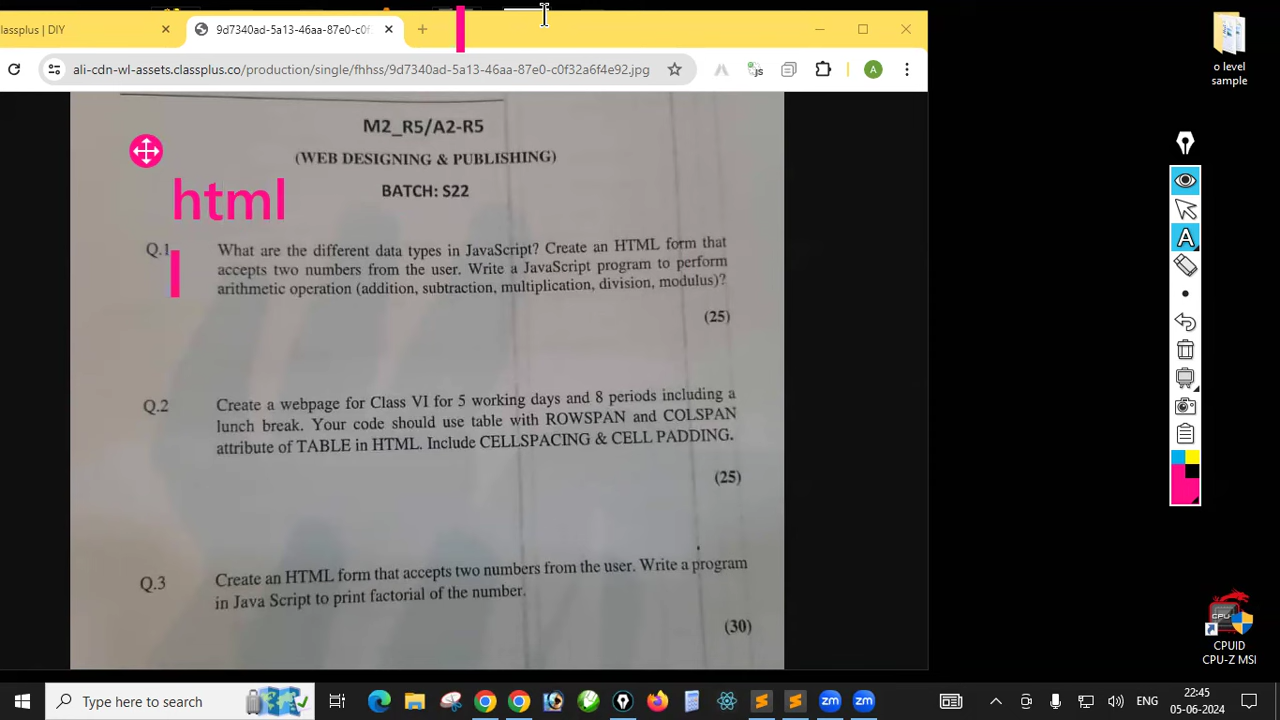 lassplus | DIY
9d7340ad-5a13-46aa-87e0-c0f
ali-cdn-wl-assets.classplus.co/production/single/fhhss/9d7340ad-5a13-46aa-87e0-c0f32a6f4e92.jpg
js
A
o level
sample
M2_R5/A2-R5
(WEB DESIGNING & PUBLISHING)
BATCH: S22
html
Q.1 What are the different data types in JavaScript? Create an HTML form that
accepts two numbers from the user. Write a JavaScript program to perform
arithmetic operation (addition, subtraction, multiplication, division, modulus)?
(25)
Q.2 Create a webpage for Class VI for 5 working days and 8 periods including a
lunch break. Your code should use table with ROWSPAN and COLSPAN
attribute of TABLE in HTML. Include CELLSPACING & CELL PADDING.
(25)
Q.3 Create an HTML form that accepts two numbers from the user. Write a program
in Java Script to print factorial of the number.
(30)
A
CPU
CPUID
CPU-Z MSI
Type here to search
zm
zm
ENG
22:45
05-06-2024